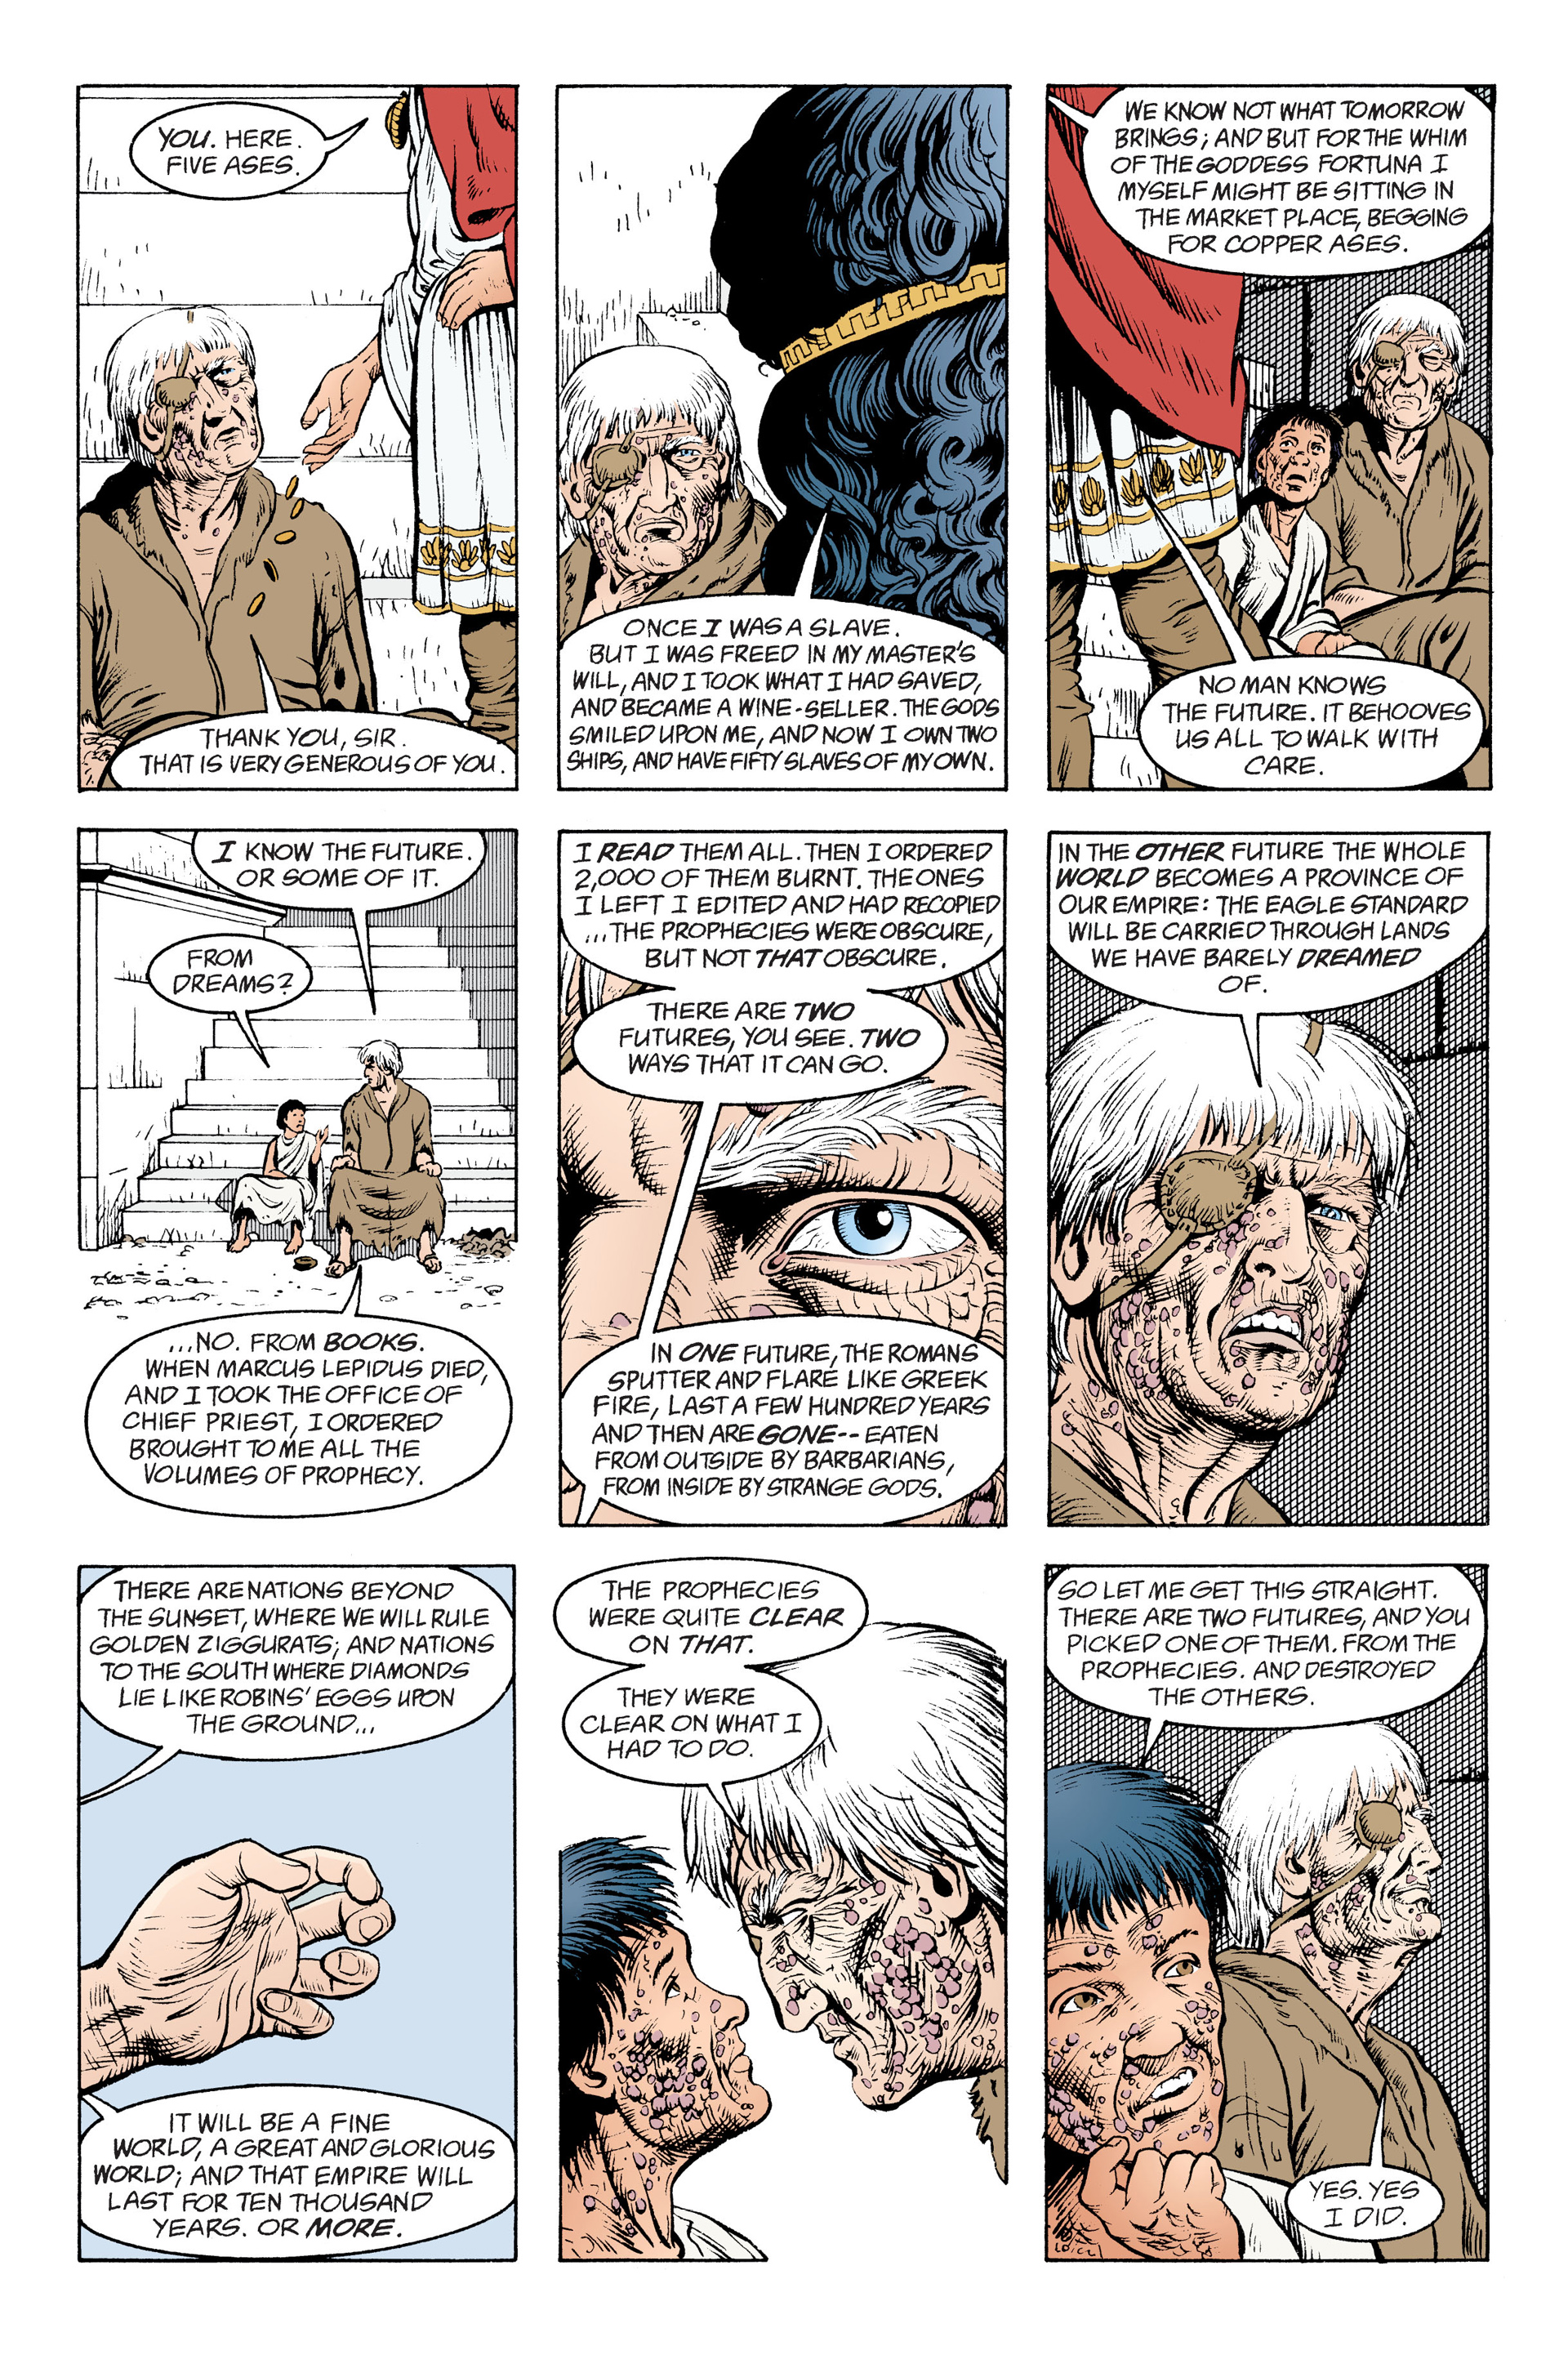 YOU. HERE.
FIVE ASES.
THANK YOU, SIR.
THAT IS VERY GENEROUS OF YOU.
ONCE I WAS A SLAVE.
BUT I WAS FREED IN MY MASTER'S
WILL, AND I TOOK WHAT I HAD SAVED,
AND BECAME A WINE-SELLER. THE GODS
SMILED UPON ME, AND NOW I OWN TWO
SHIPS, AND HAVE FIFTY SLAVES OF MY OWN.
WE KNOW NOT WHAT TOMORROW
BRINGS; AND BUT FOR THE WHIM
OF THE GODDESS FORTUNA I
MYSELF MIGHT BE SITTING IN
THE MARKET PLACE, BEGGING
FOR COPPER ASES.
NO MAN KNOWS
THE FUTURE. IT BEHOOVES
US ALL TO WALK WITH
CARE.
I KNOW THE FUTURE.
OR SOME OF IT.
FROM
DREAMS?
...NO. FROM BOOKS.
WHEN MARCUS LEPIDUS DIED,
AND I TOOK THE OFFICE OF
CHIEF PRIEST, I ORDERED
BROUGHT TO ME ALL THE
VOLUMES OF PROPHECY.
I READ THEM ALL. THEN I ORDERED
2,000 OF THEM BURNT. THE ONES
I LEFT I EDITED AND HAD RECOPIED
...THE PROPHECIES WERE OBSCURE,
BUT NOT THAT OBSCURE.
THERE ARE TWO
FUTURES, YOU SEE. TWO
WAYS THAT IT CAN GO.
IN ONE FUTURE, THE ROMANS
SPUTTER AND FLARE LIKE GREEK
FIRE, LAST A FEW HUNDRED YEARS
AND THEN ARE GONE-- EATEN
FROM OUTSIDE BY BARBARIANS,
FROM INSIDE BY STRANGE GODS.
IN THE OTHER FUTURE THE WHOLE
WORLD BECOMES A PROVINCE OF
OUR EMPIRE: THE EAGLE STANDARD
WILL BE CARRIED THROUGH LANDS
WE HAVE BARELY DREAMED
OF.
THERE ARE NATIONS BEYOND
THE SUNSET, WHERE WE WILL RULE
GOLDEN ZIGGURATS; AND NATIONS
TO THE SOUTH WHERE DIAMONDS
LIE LIKE ROBINS' EGGS UPON
THE GROUND...
IT WILL BE A FINE
WORLD, A GREAT AND GLORIOUS
WORLD; AND THAT EMPIRE WILL
LAST FOR TEN THOUSAND
YEARS. OR MORE.
THE PROPHECIES
WERE QUITE CLEAR
ON THAT.
THEY WERE
CLEAR ON WHAT I
HAD TO DO.
SO LET ME GET THIS STRAIGHT.
THERE ARE TWO FUTURES, AND YOU
PICKED ONE OF THEM. FROM THE
PROPHECIES. AND DESTROYED
THE OTHERS.
YES. YES
I DID.